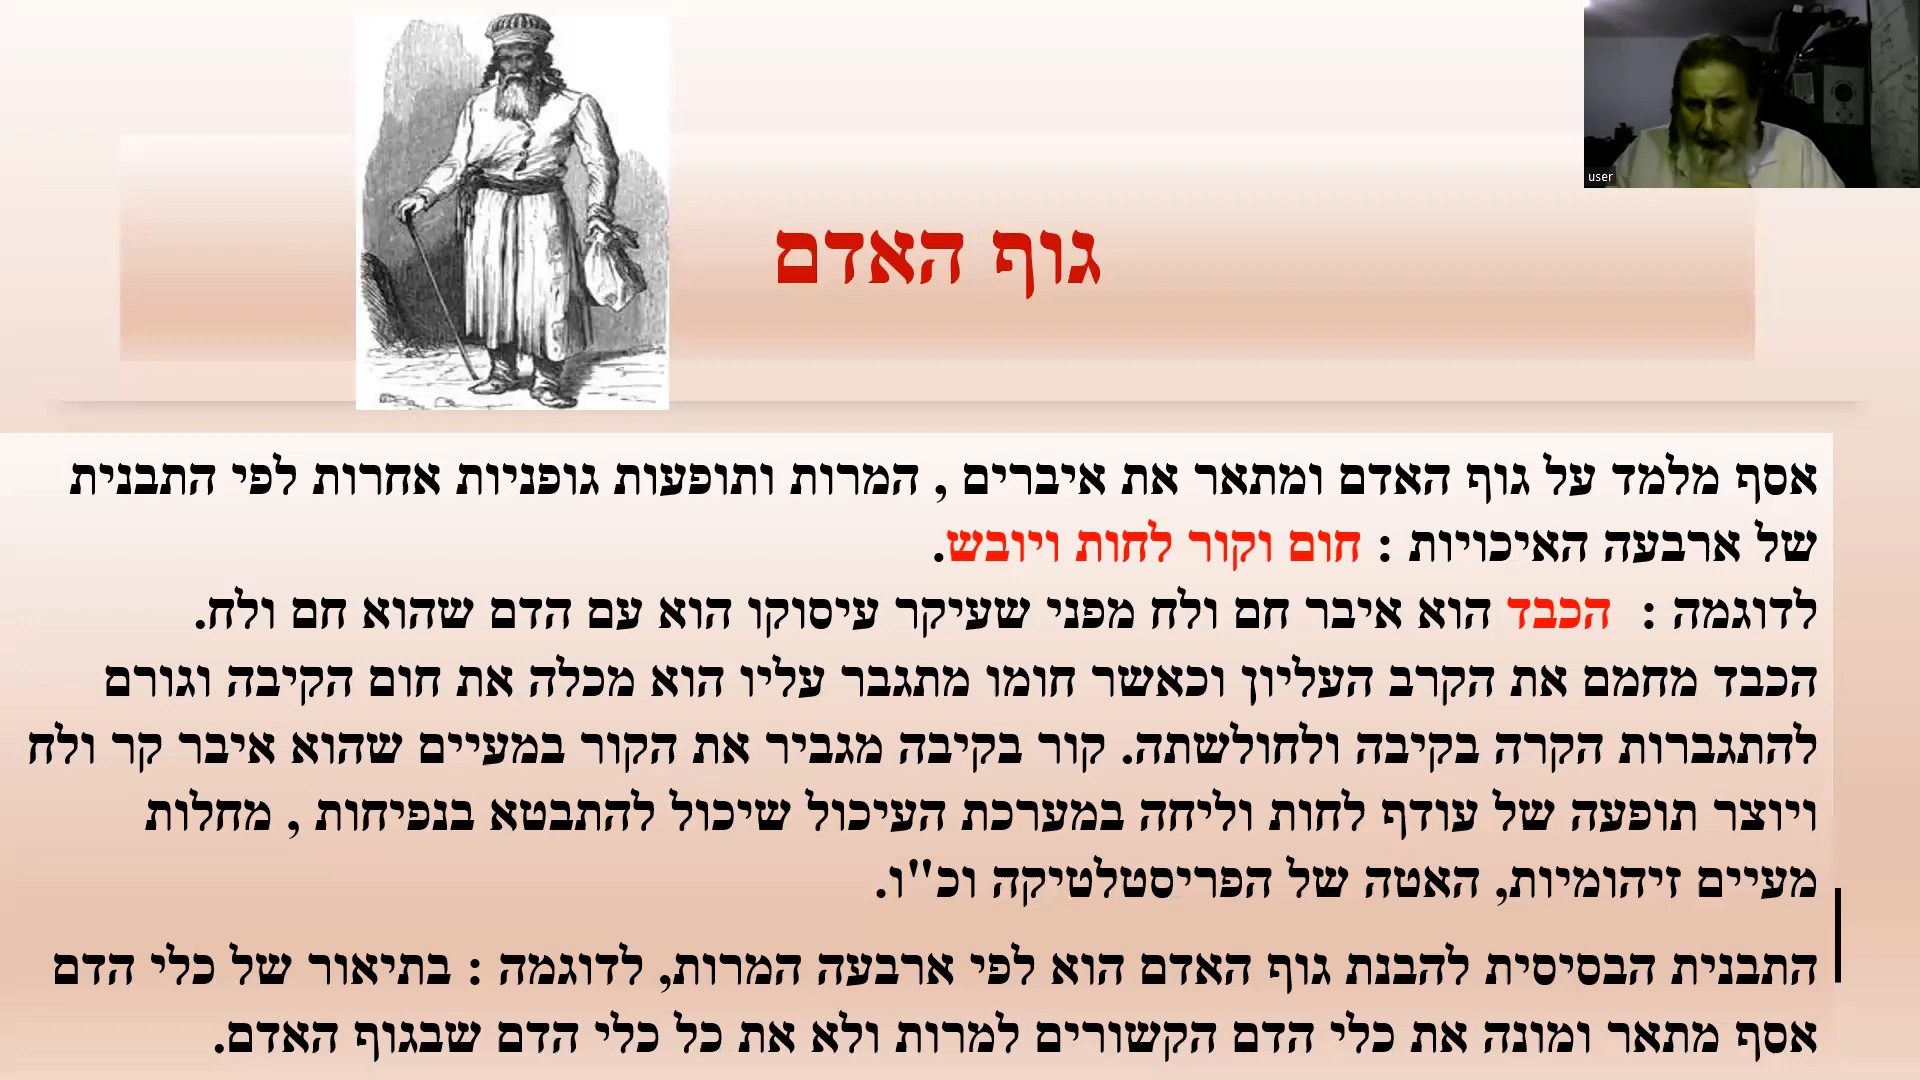 user
גוף האדם
אסף מלמד על גוף האדם ומתאר את איברים , המרות ותופעות גופניות אחרות לפי התבנית
של ארבעה האיכויות : חום וקור לחות ויובש.
לדוגמה : הכבד הוא איבר חם ולח מפני שעיקר עיסוקו הוא עם הדם שהוא חם ולח.
הכבד מחמם את הקרב העליון וכאשר חומו מתגבר עליו הוא מכלה את חום הקיבה וגורם
להתגברות הקרה בקיבה ולחולשתה. קור בקיבה מגביר את הקור במעיים שהוא איבר קר ולח
ויוצר תופעה של עודף לחות וליחה במערכת העיכול שיכול להתבטא בנפיחות , מחלות
מעיים זיהומיות, האטה של הפריסטלטיקה וכ"ו.
התבנית הבסיסית להבנת גוף האדם הוא לפי ארבעה המרות, לדוגמה : בתיאור של כלי הדם
אסף מתאר ומונה את כלי הדם הקשורים למרות ולא את כל כלי הדם שבגוף האדם.